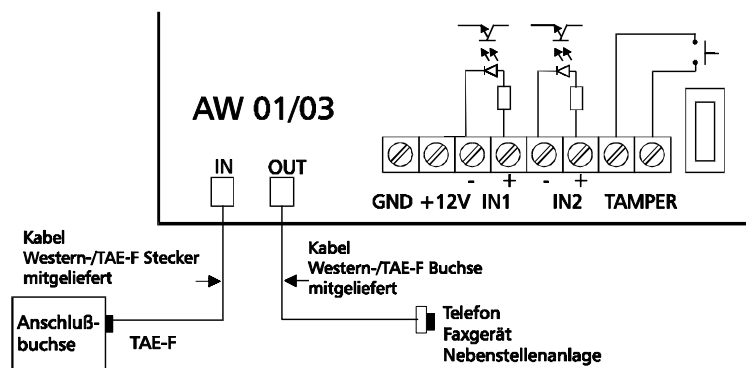 AW 01/03
IN OUT
- + - +
GND +12V IN1 IN2 TAMPER
Kabel
Western-/TAE-F Stecker
mitgeliefert
Kabel
Western-/TAE-F Buchse
mitgeliefert
Anschluß-
buchse
TAE-F
Telefon
Faxgerät
Nebenstellenanlage